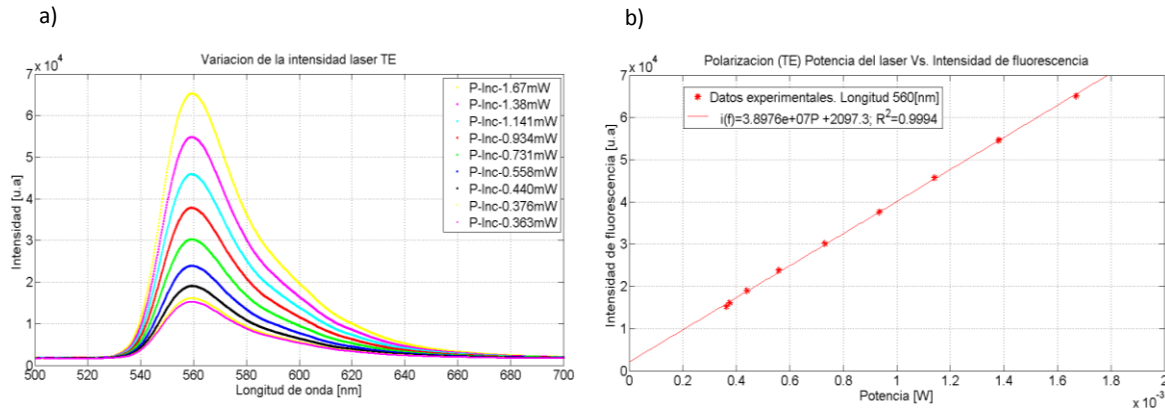 a)
Variacion de la intensidad laser TE
x 10^4
7
6
5
4
3
2
1
0
Intensidad [u.a]
500 520 540 560 580 600 620 640 660 680 700
Longitud de onda [nm]
P-Inc-1.67mW
P-Inc-1.38mW
P-Inc-1.141mW
P-Inc-0.934mW
P-Inc-0.731mW
P-Inc-0.558mW
P-Inc-0.440mW
P-Inc-0.376mW
P-Inc-0.363mW
b)
Polarizacion (TE) Potencia del laser Vs. Intensidad de fluorescencia
x 10^4
7
6
5
4
3
2
1
0
Intensidad de fluorescencia [u.a]
Datos experimentales. Longitud 560[nm]
i(f)=3.8976e+07P +2097.3; R^2=0.9994
0 0.2 0.4 0.6 0.8 1 1.2 1.4 1.6 1.8 2
Potencia [W]
x 10^-3